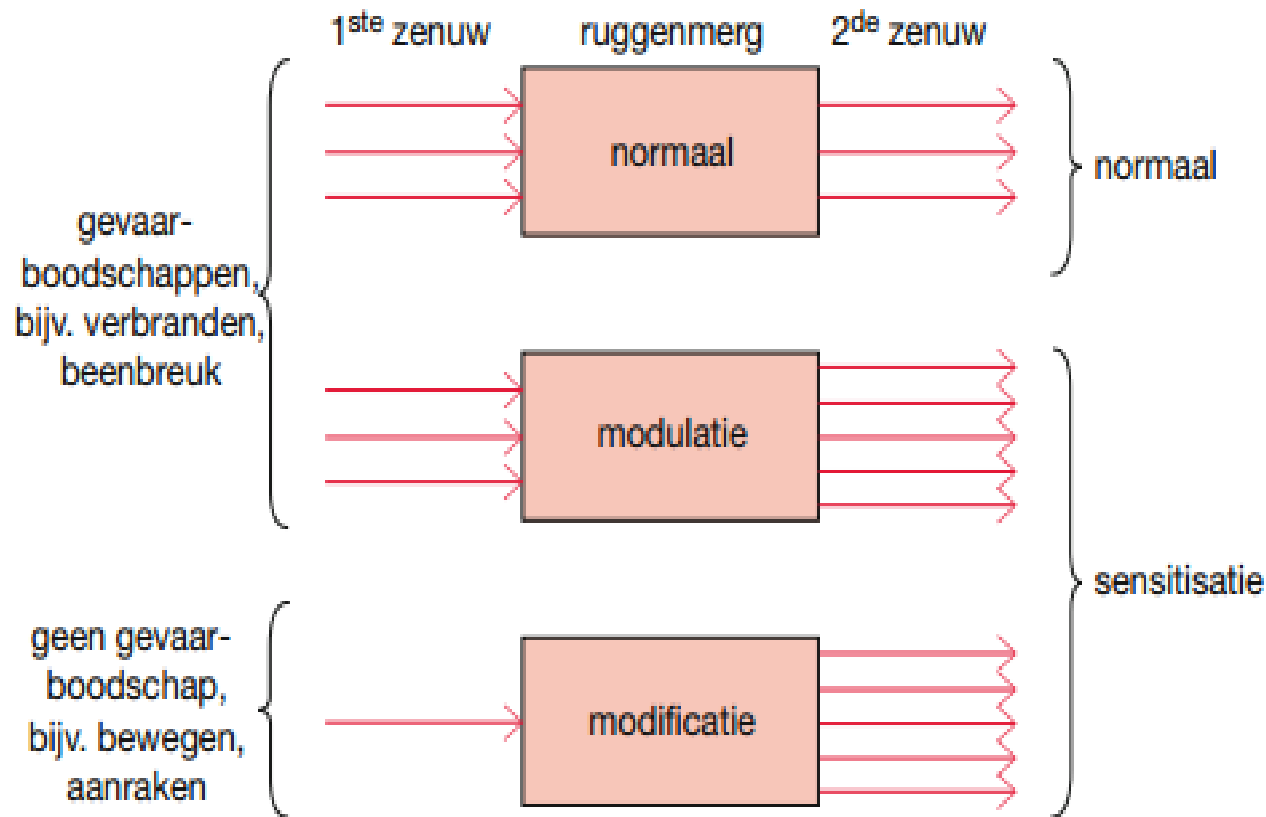 1ste zenuw
ruggenmerg
2de zenuw
gevaar-
boodschappen,
bijv. verbranden,
beenbreuk
normaal
normaal
modulatie
sensitisatie
geen gevaar-
boodschap,
bijv. bewegen,
aanraken
modificatie